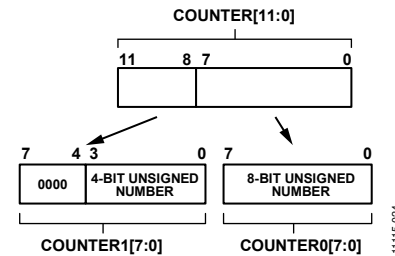 COUNTER[11:0]
11 8 7 0
7 4 3 0 7 0
0000 4-BIT UNSIGNED NUMBER 8-BIT UNSIGNED NUMBER
COUNTER1[7:0] COUNTER0[7:0]